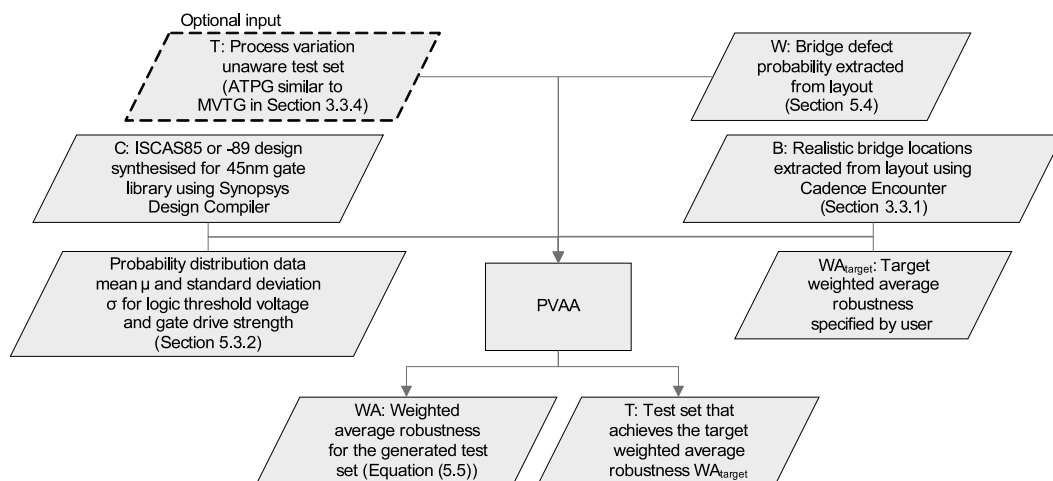 Optional input
T: Process variation
unaware test set
(ATPG similar to
MVTG in Section 3.3.4)
W: Bridge defect
probability extracted
from layout
(Section 5.4)
C: ISCAS85 or -89 design
synthesised for 45nm gate
library using Synopsys
Design Compiler
B: Realistic bridge locations
extracted from layout using
Cadence Encounter
(Section 3.3.1)
Probability distribution data
mean μ and standard deviation
σ for logic threshold voltage
and gate drive strength
(Section 5.3.2)
PVAA
WAtarget: Target
weighted average
robustness
specified by user
WA: Weighted
average robustness
for the generated test
set (Equation (5.5))
T: Test set that
achieves the target
weighted average
robustness WAtarget